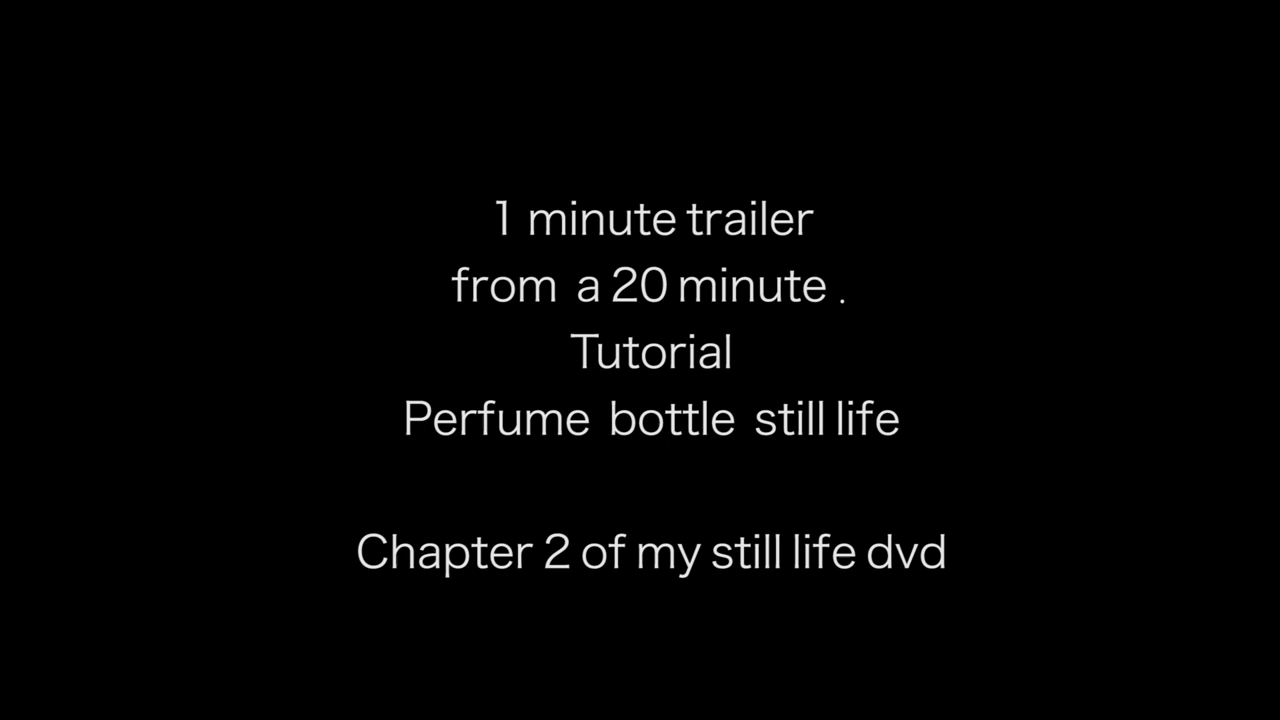 1 minute trailer
from a 20 minute .
Tutorial
Perfume bottle still life
Chapter 2 of my still life dvd